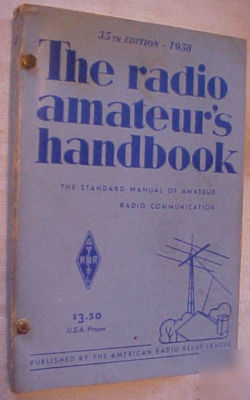 35TH EDITION - 1958
The radio
amateur's
handbook
THE STANDARD MANUAL OF AMATEUR
RADIO COMMUNICATION
A
R R
L
$3.50
U.S.A. Proper
PUBLISHED BY THE AMERICAN RADIO RELAY LEAGUE